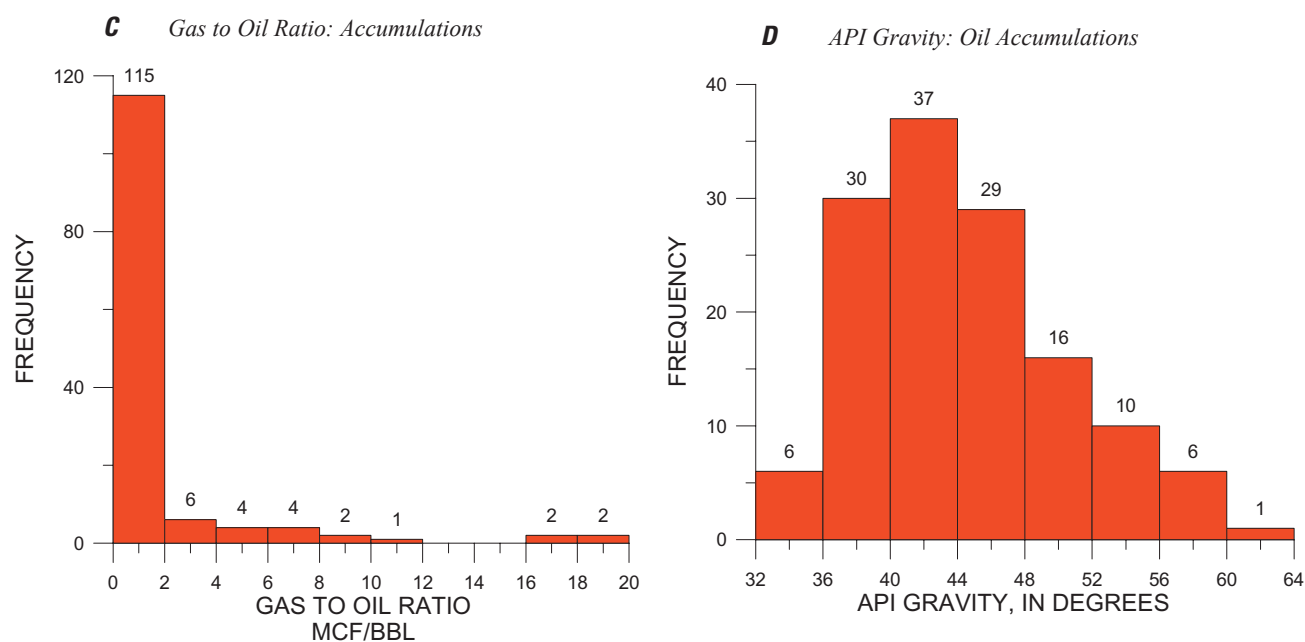 C Gas to Oil Ratio: Accumulations
120
80
40
0
FREQUENCY
115
6
4
4
2
1
2
2
0 2 4 6 8 10 12 14 16 18 20
GAS TO OIL RATIO
MCF/BBL
D API Gravity: Oil Accumulations
40
30
20
10
0
FREQUENCY
6
30
37
29
16
10
6
1
32 36 40 44 48 52 56 60 64
API GRAVITY, IN DEGREES